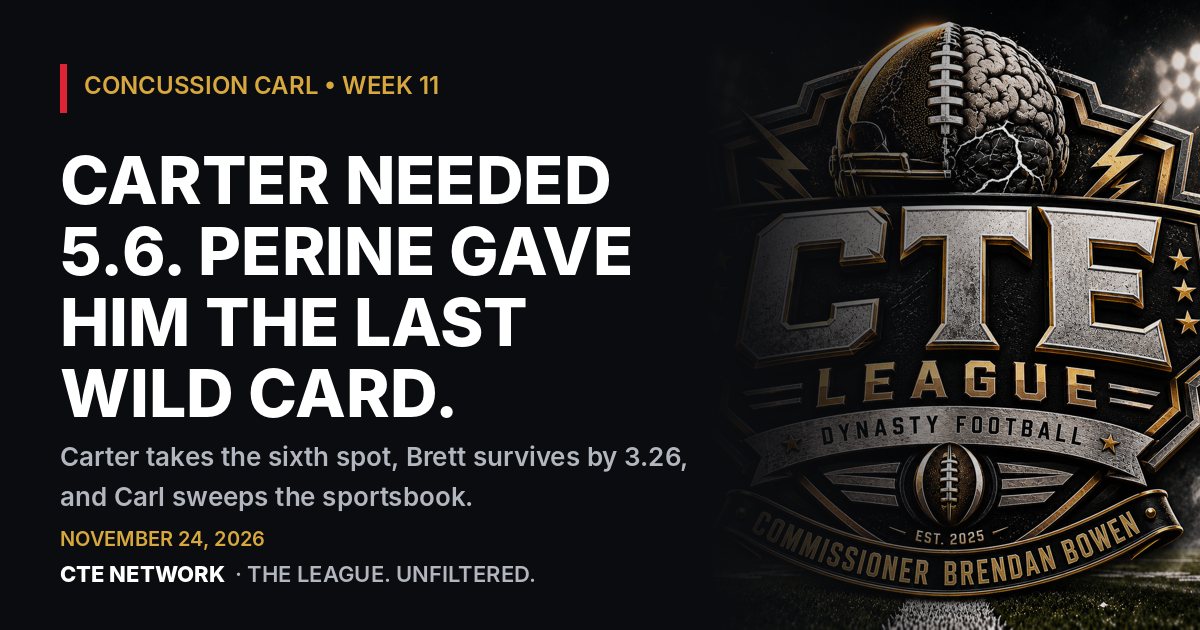 CONCUSSION CARL • WEEK 11
CARTER NEEDED
5.6. PERINE GAVE
HIM THE LAST
WILD CARD.
Carter takes the sixth spot, Brett survives by 3.26,
and Carl sweeps the sportsbook.
NOVEMBER 24, 2026
CTE NETWORK · THE LEAGUE. UNFILTERED.
CTE
LEAGUE
DYNASTY FOOTBALL
EST. 2025
COMMISSIONER BRENDAN BOWEN